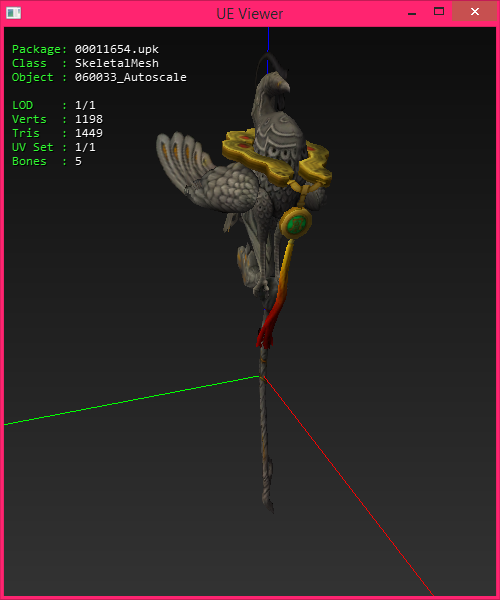 UE Viewer
Package: 00011654.upk
Class  : SkeletalMesh
Object : 060033_Autoscale
LOD    : 1/1
Verts  : 1198
Tris   : 1449
UV Set : 1/1
Bones  : 5